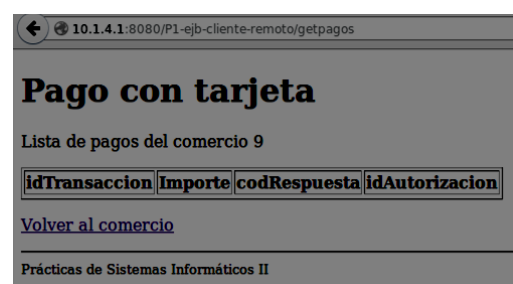 10.1.4.1:8080/P1-ejb-cliente-remoto/getpagos
Pago con tarjeta
Lista de pagos del comercio 9
idTransaccion Importe codRespuesta idAutorizacion
Volver al comercio
Prácticas de Sistemas Informáticos II